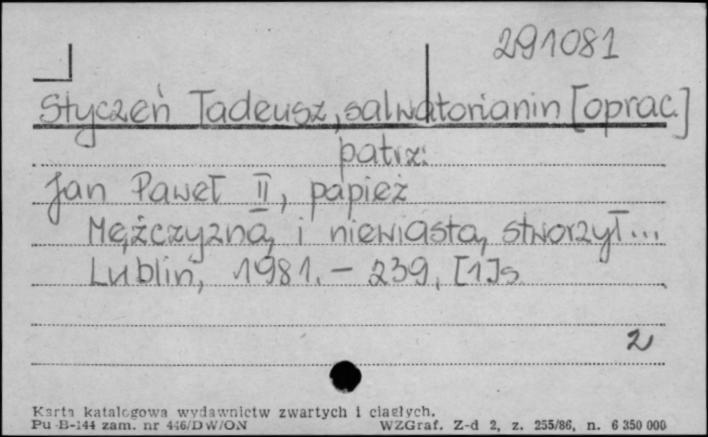 291081
Styczeń Tadeusz, salwatorianin [oprac.]
patrz:
Jan Paweł II, papież
Mężczyzną i niewiastą stworzył...
Lublin, 1981. – 239, [1] s.
2
Karta katalogowa wydawnictw zwartych i ciągłych.
Pu-B-144 zam. nr 446/DW/ON WZGraf. Z-d 2, z. 255/86, n. 6 350 000